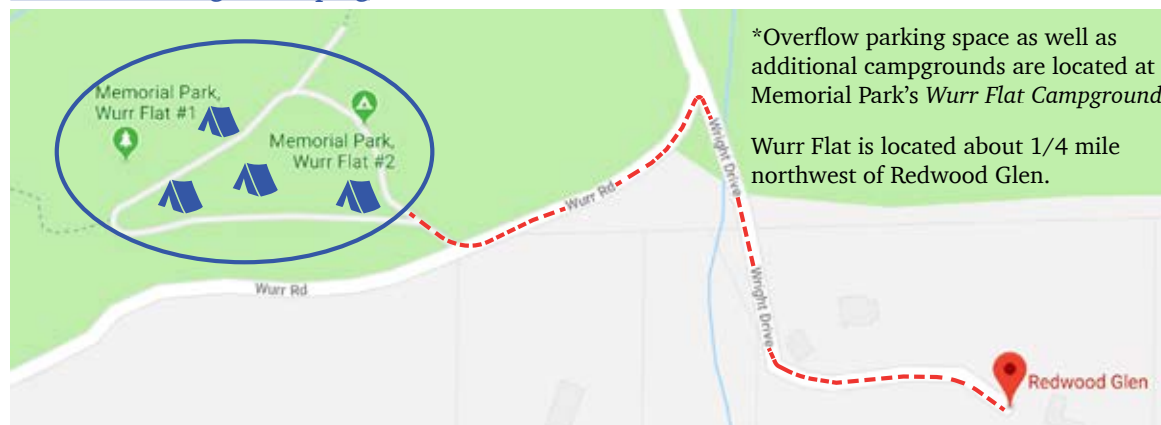 *Overflow parking space as well as
additional campgrounds are located at
Memorial Park's Wurr Flat Campground
Wurr Flat is located about 1/4 mile
northwest of Redwood Glen.
Memorial Park,
Wurr Flat #1
Memorial Park,
Wurr Flat #2
Wright Drive
Wurr Rd
Wurr Rd
Wright Drive
Redwood Glen